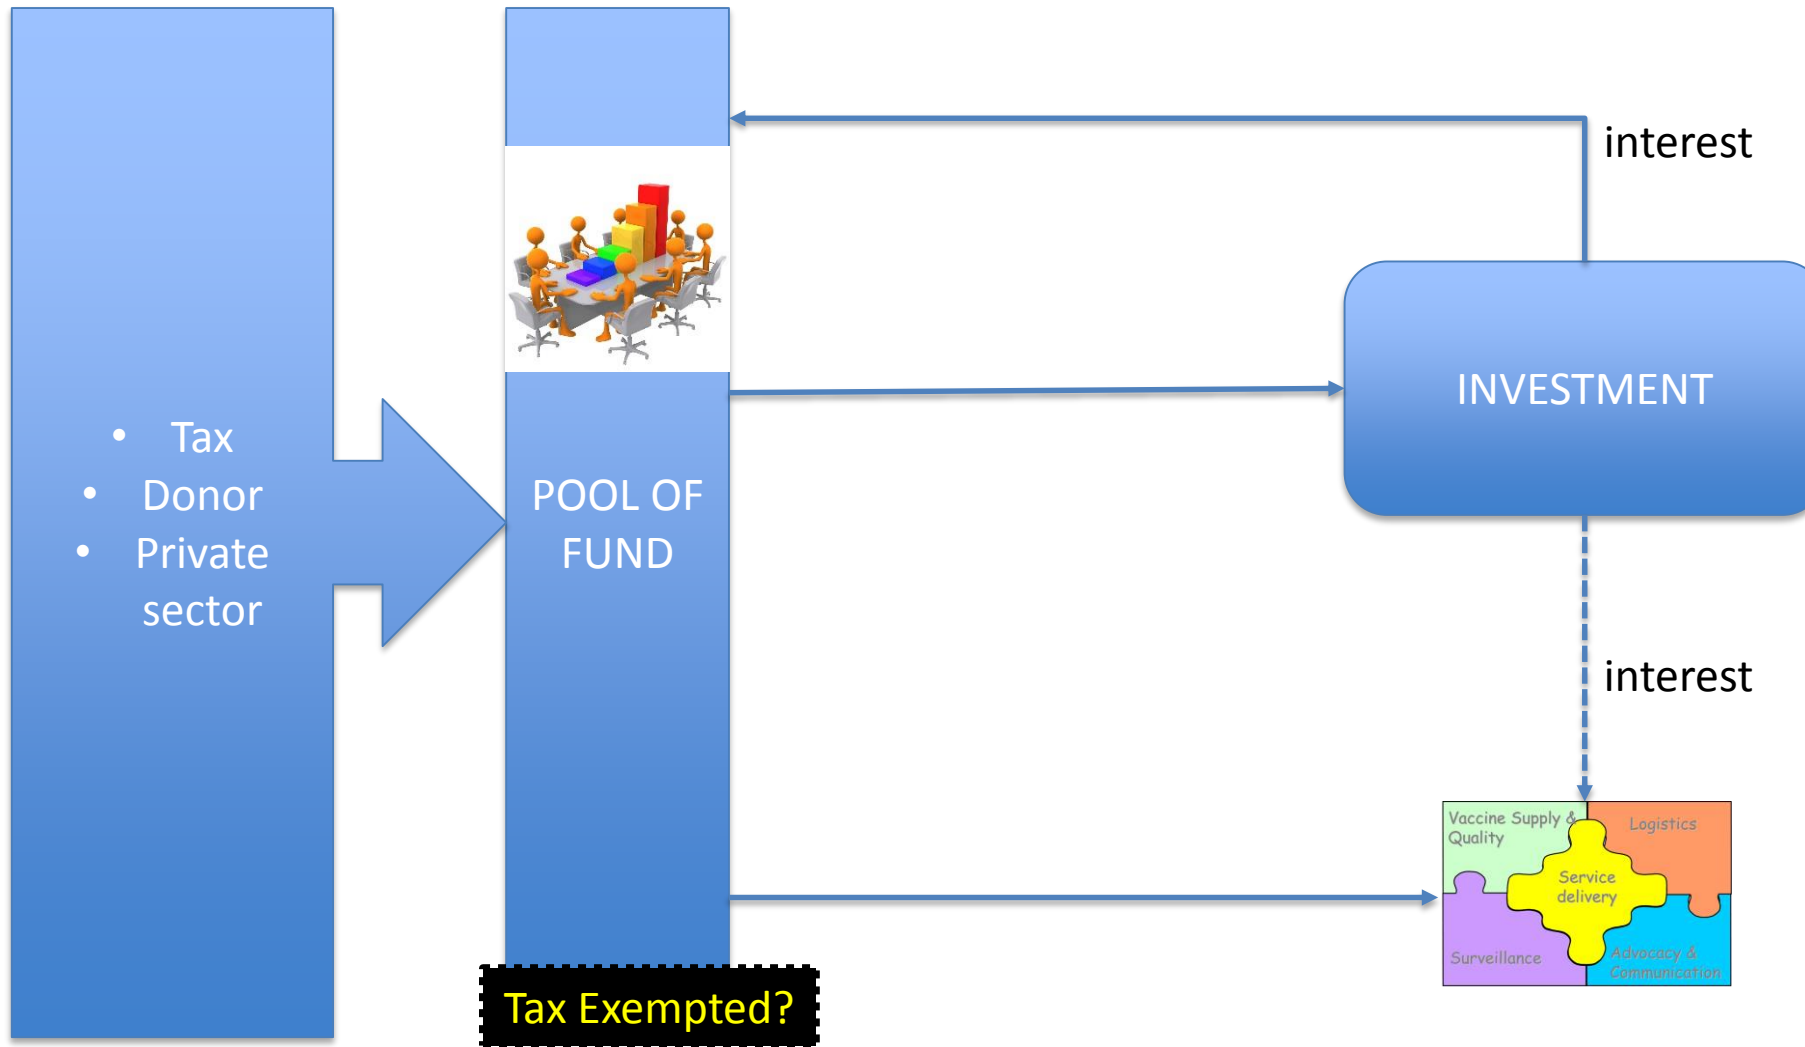 • Tax
• Donor
• Private
sector
POOL OF
FUND
Tax Exempted?
interest
INVESTMENT
interest
Vaccine Supply &
Quality
Logistics
Service
delivery
Surveillance
Advocacy &
Communication